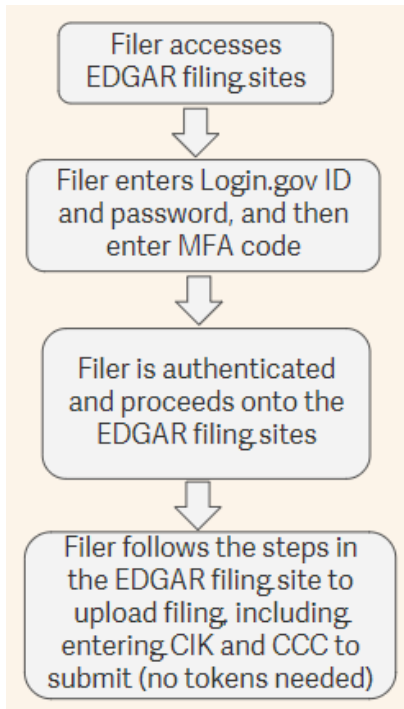 Filer accesses
EDGAR filing sites
Filer enters Login.gov ID
and password, and then
enter MFA code
Filer is authenticated
and proceeds onto the
EDGAR filing sites
Filer follows the steps in
the EDGAR filing site to
upload filing, including
entering CIK and CCC to
submit (no tokens needed)